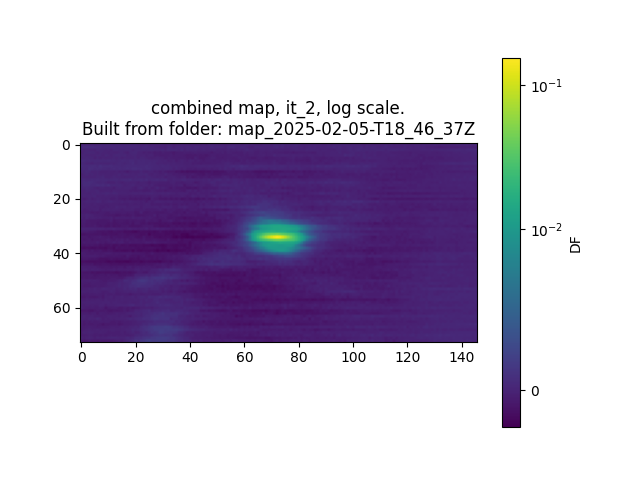 combined map, it_2, log scale.
Built from folder: map_2025-02-05-T18_46_37Z
0
20
40
60
0 20 40 60 80 100 120 140
10⁻¹
10⁻²
0
DF